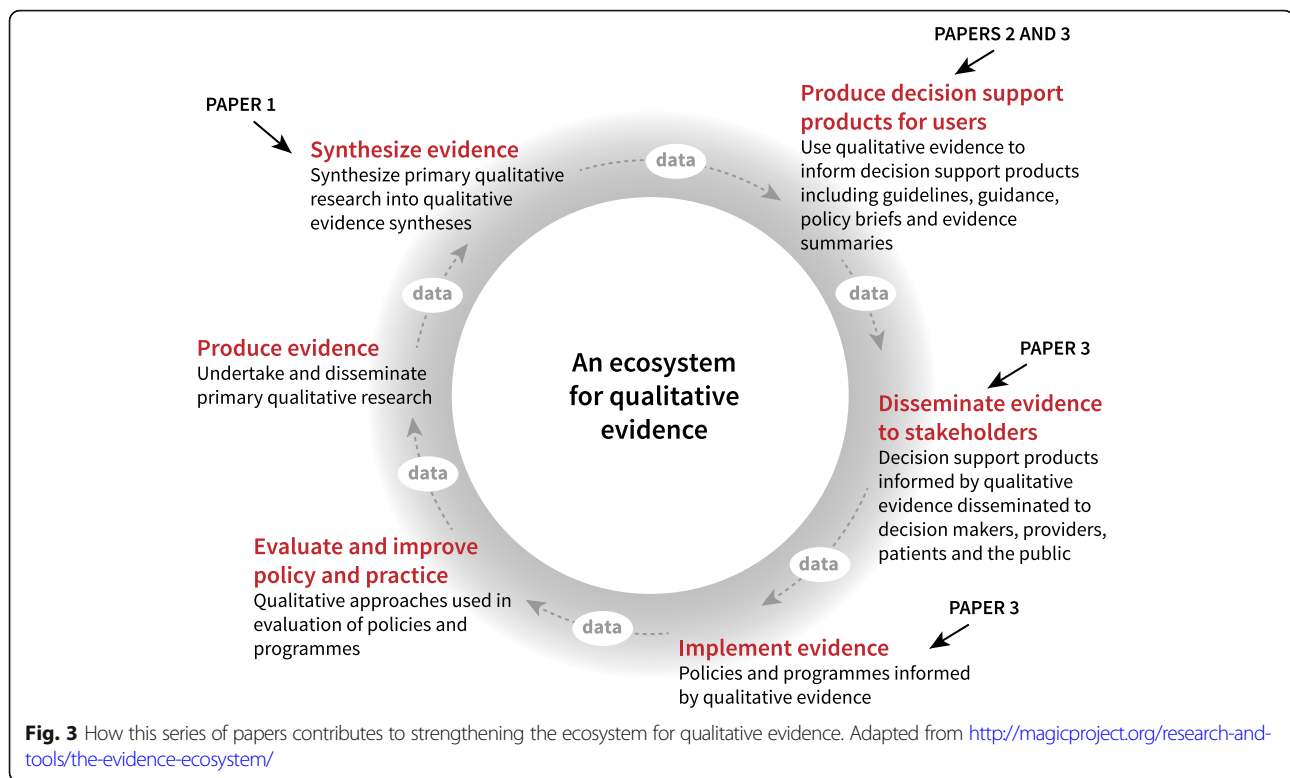 PAPERS 2 AND 3
Produce decision support
products for users
Use qualitative evidence to
inform decision support products
including guidelines, guidance,
policy briefs and evidence
summaries
PAPER 1
Synthesize evidence
Synthesize primary qualitative
research into qualitative
evidence syntheses
data
data
data
Produce evidence
Undertake and disseminate
primary qualitative research
An ecosystem
for qualitative
evidence
PAPER 3
Disseminate evidence
to stakeholders
Decision support products
informed by qualitative
evidence disseminated to
decision makers, providers,
patients and the public
data
data
data
Evaluate and improve
policy and practice
Qualitative approaches used in
evaluation of policies and
programmes
PAPER 3
Implement evidence
Policies and programmes informed
by qualitative evidence
Fig. 3 How this series of papers contributes to strengthening the ecosystem for qualitative evidence. Adapted from http://magicproject.org/research-and-
tools/the-evidence-ecosystem/